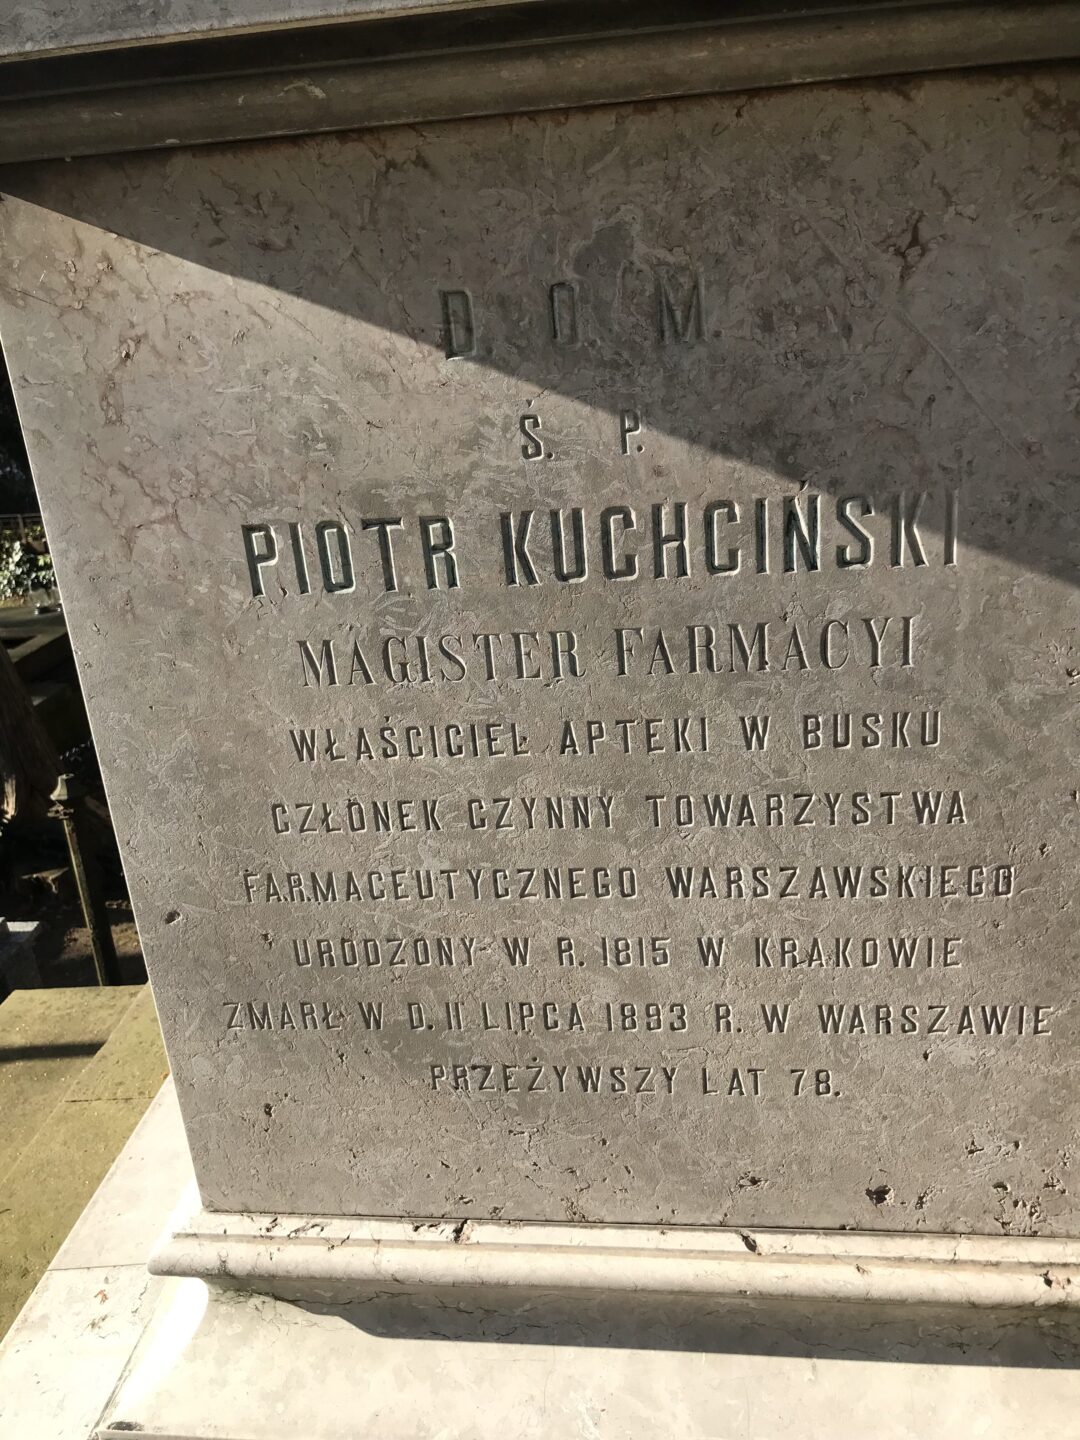 D. O. M.
Ś. P.
PIOTR KUCHCIŃSKI
MAGISTER FARMACYI
WŁAŚCICIEL APTEKI W BUSKU
CZŁONEK CZYNNY TOWARZYSTWA
FARMACEUTYCZNEGO WARSZAWSKIEGO
URODZONY W R. 1815 W KRAKOWIE
ZMARŁ W D. 11 LIPCA 1893 R. W WARSZAWIE
PRZEŻYWSZY LAT 78.